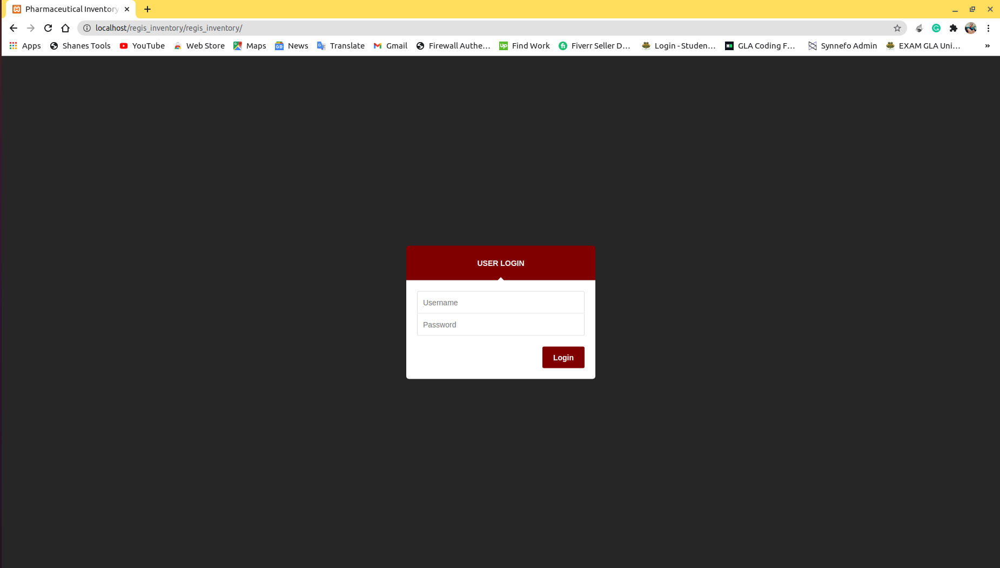 Pharmaceutical Inventory
localhost/regis_inventory/regis_inventory/
Apps Shanes Tools YouTube Web Store Maps News Translate Gmail Firewall Authe... Find Work Fiverr Seller D... Login - Studen... GLA Coding F... Synnefo Admin EXAM GLA Uni... »
USER LOGIN
Username
Password
Login